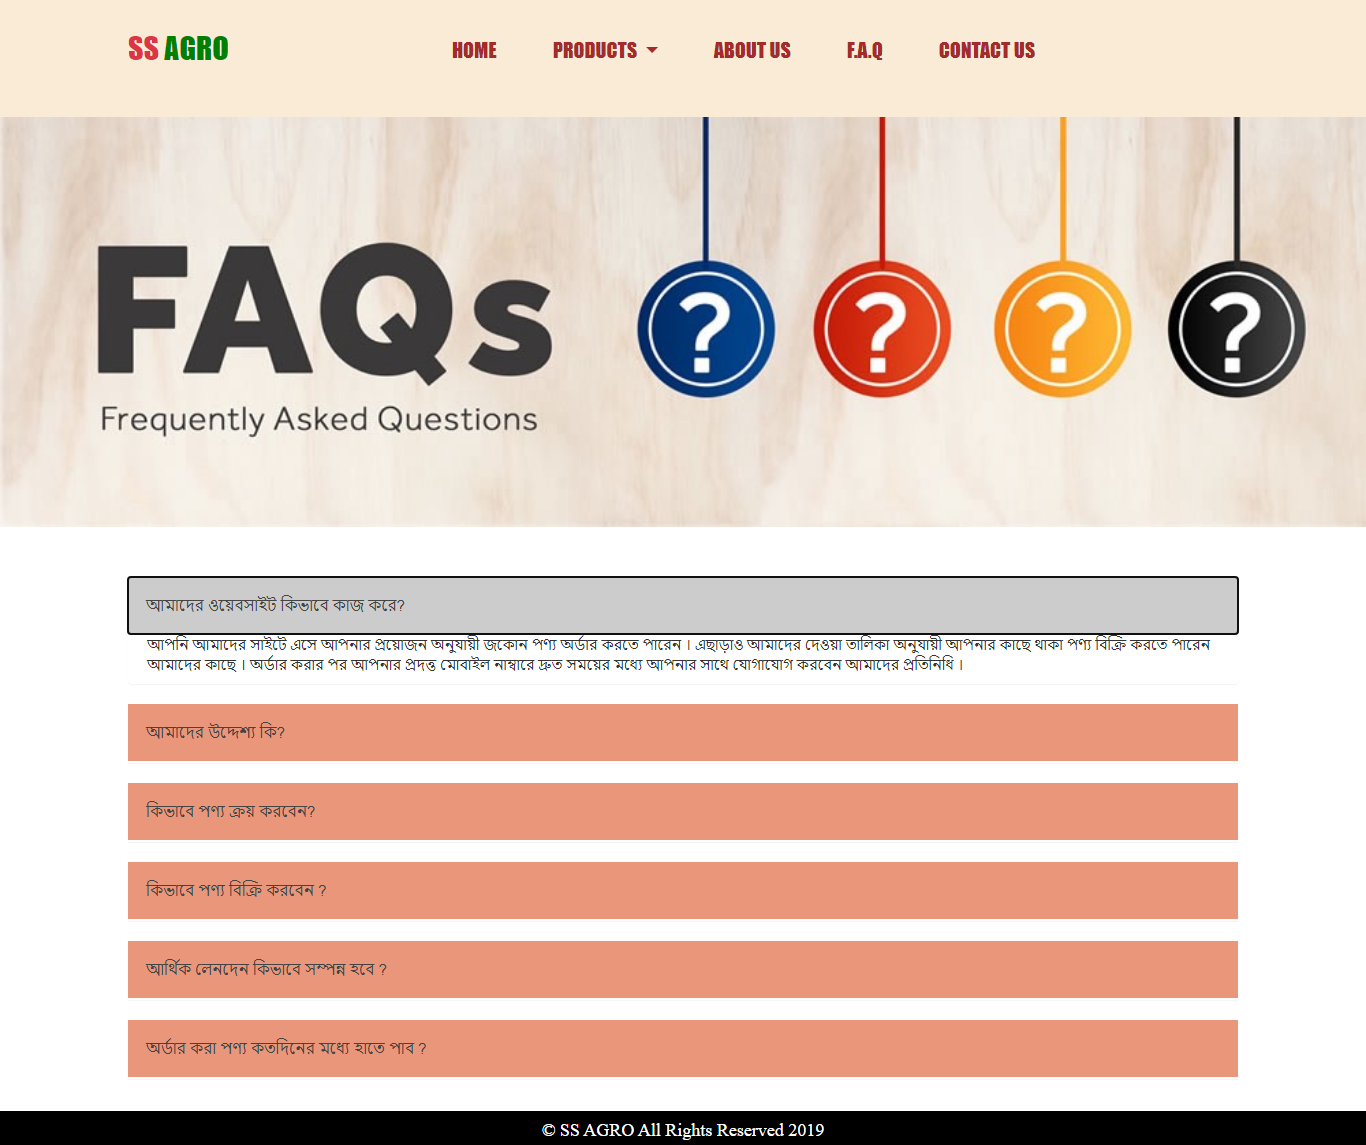 SS AGRO
HOME PRODUCTS ABOUT US F.A.Q CONTACT US
FAQs
Frequently Asked Questions
? ? ? ?
আমাদের ওয়েবসাইট কিভাবে কাজ করে?
আপনি আমাদের সাইটে এসে আপনার প্রয়োজন অনুযায়ী জকোন পণ্য অর্ডার করতে পারেন । এছাড়াও আমাদের দেওয়া তালিকা অনুযায়ী আপনার কাছে থাকা পণ্য বিক্রি করতে পারেন
আমাদের কাছে । অর্ডার করার পর আপনার প্রদত্ত মোবাইল নাম্বারে দ্রুত সময়ের মধ্যে আপনার সাথে যোগাযোগ করবেন আমাদের প্রতিনিধি ।
আমাদের উদ্দেশ্য কি?
কিভাবে পণ্য ক্রয় করবেন?
কিভাবে পণ্য বিক্রি করবেন ?
আর্থিক লেনদেন কিভাবে সম্পন্ন হবে ?
অর্ডার করা পণ্য কতদিনের মধ্যে হাতে পাব ?
© SS AGRO All Rights Reserved 2019